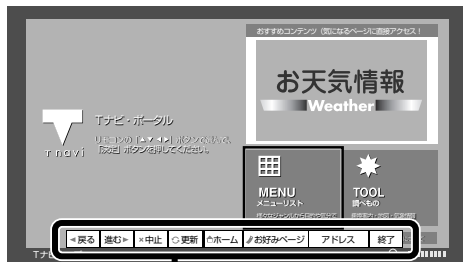 おすすめコンテンツ(気になるページに直接アクセス!
お天気情報
Weather
Tナビ・ポータル
リモコンの「▲▼◀▶」ボタンで選んで、
「決定」ボタンを押してください。
T navi
MENU
メニューリスト
TOOL
調べもの
◀戻る 進む▶ ×中止 更新 ホーム お好みページ アドレス 終了
Tナビ